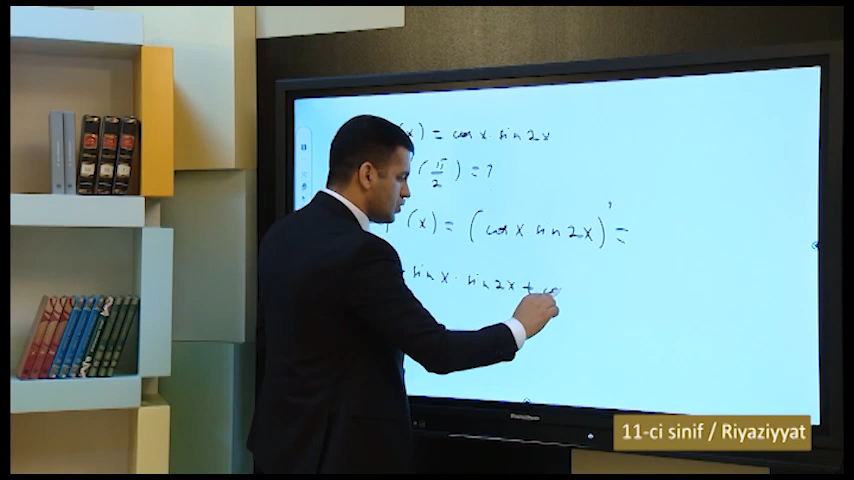 (x) = cos x · sin 2x
(π/2) = ?
(x) = (cos x sin 2x)' =
- sin x · sin 2x + co
11-ci sinif / Riyaziyyat